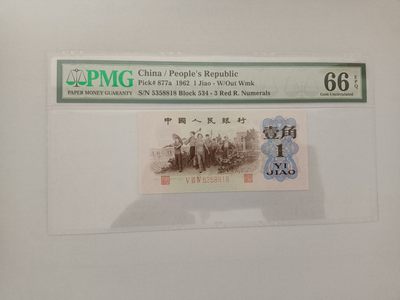 PMG
PAPER MONEY GUARANTY
China / People's Republic
Pick# 877a 1962 1 Jiao - W/Out Wmk
S/N 5358818 Block 534 - 3 Red R. Numerals
66 EPQ
Gem Uncirculated
中國人民銀行
壹角
1
YI
JIAO
5358818